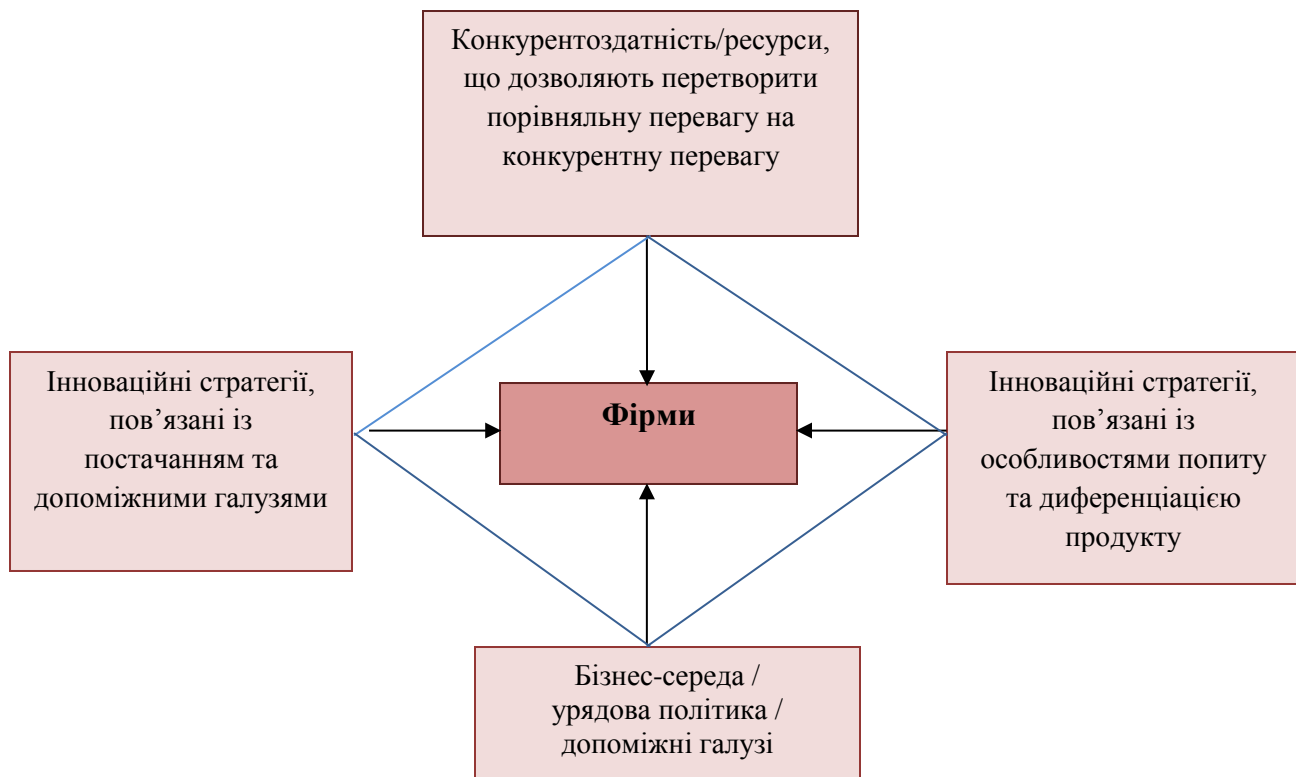 Конкурентоздатність/ресурси,
що дозволяють перетворити
порівняльну перевагу на
конкурентну перевагу
Інноваційні стратегії,
пов’язані із
постачанням та
допоміжними галузями
Фірми
Інноваційні стратегії,
пов’язані із
особливостями попиту
та диференціацією
продукту
Бізнес-середа /
урядова політика /
допоміжні галузі